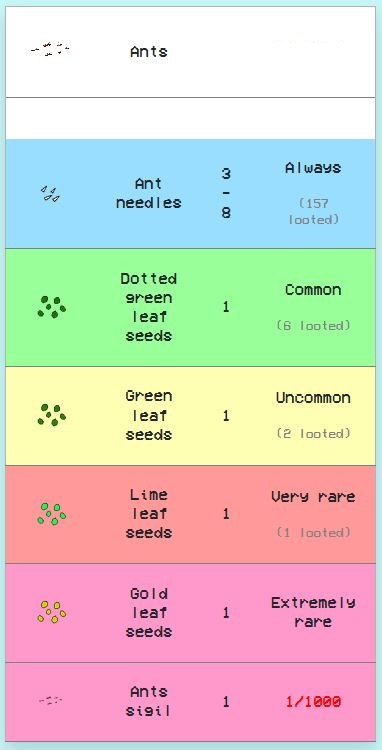 Ants
Ant
needles
3
-
8
Always
(157
looted)
Dotted
green
leaf
seeds
1
Common
(6 looted)
Green
leaf
seeds
1
Uncommon
(2 looted)
Lime
leaf
seeds
1
Very rare
(1 looted)
Gold
leaf
seeds
1
Extremely
rare
Ants
sigil
1
1/1000